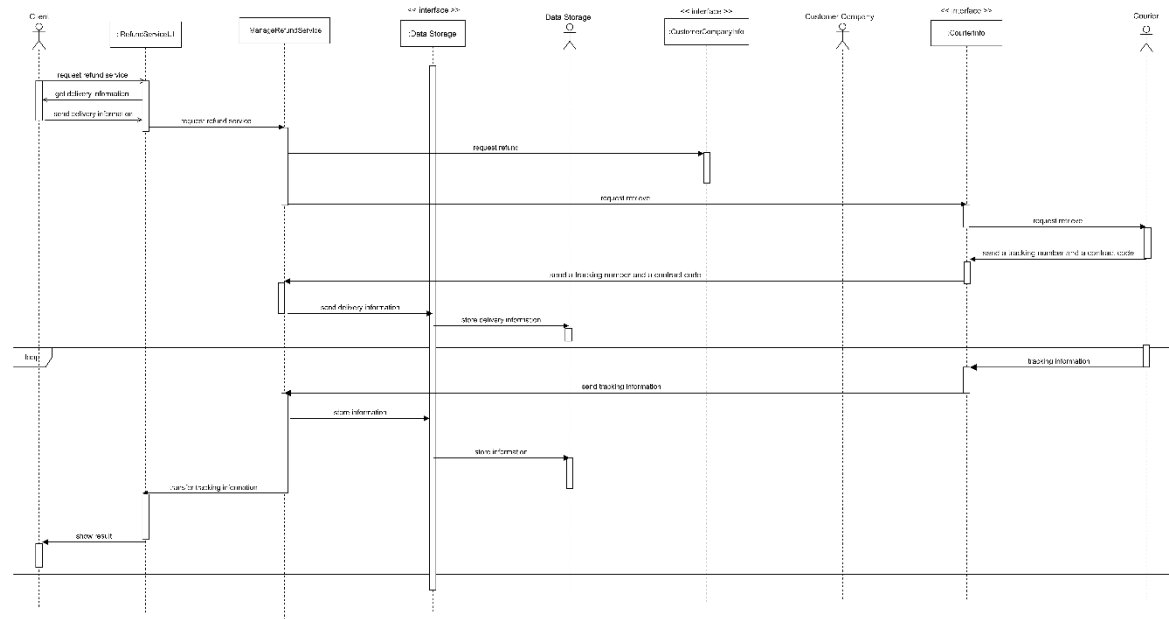 << interface >>
<< interface >>
<< interface >>
Client
Data Storage
Customer Company
Courier
: RefundServiceUI
ManageRefundService
:Data Storage
:CustomerCompanyInfo
:CourierInfo
request refund service
get delivery information
send delivery information
request refund service
request refund
request retrieve
request retrieve
send a tracking number and a contract code
send a tracking number and a contract code
send delivery information
store delivery information
loop
tracking information
send tracking information
store information
store information
transfer tracking information
show result